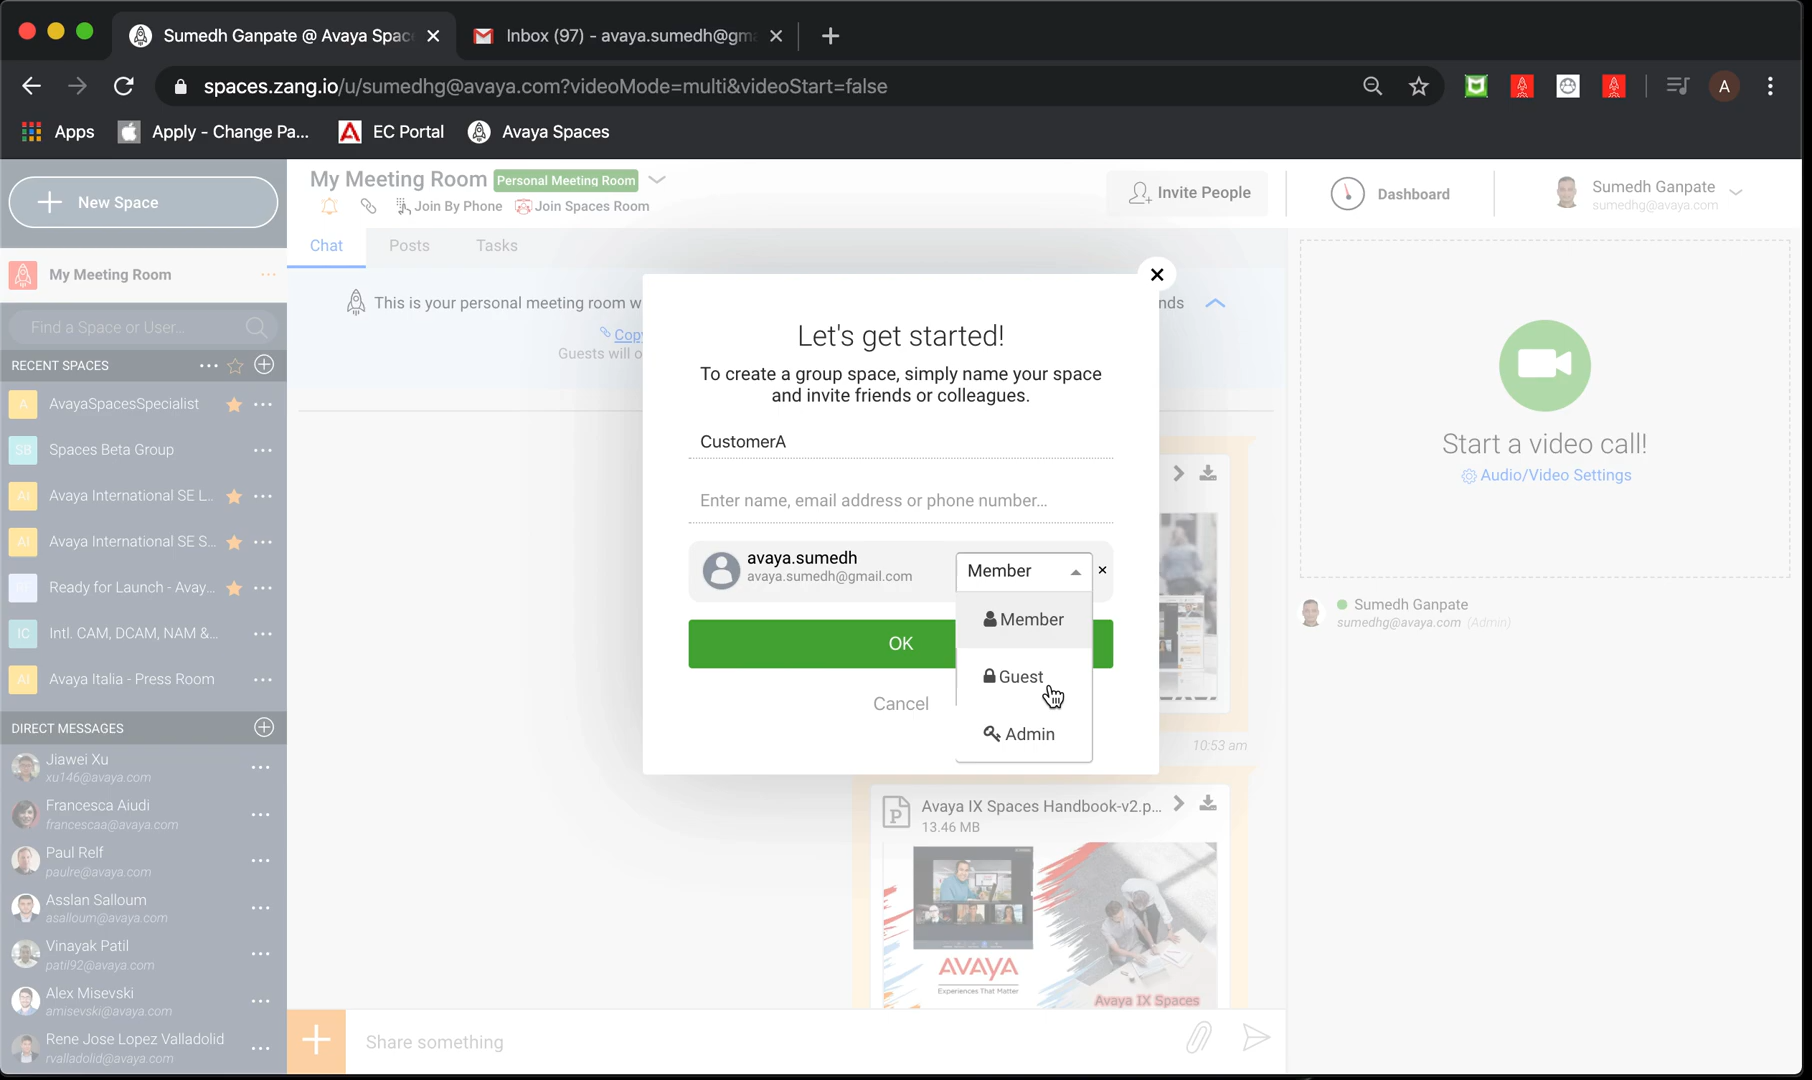 Sumedh Ganpate @ Avaya Spac
Inbox (97) - avaya.sumedh@gm
spaces.zang.io/u/sumedhg@avaya.com?videoMode=multi&videoStart=false
A
Apps
Apply - Change Pa...
EC Portal
Avaya Spaces
New Space
My Meeting Room
Personal Meeting Room
Join By Phone
Join Spaces Room
Invite People
Dashboard
Sumedh Ganpate
sumedhg@avaya.com
Chat
Posts
Tasks
My Meeting Room
This is your personal meeting room w
nds
Copy
Guests will o
Find a Space or User...
RECENT SPACES
A
AvayaSpacesSpecialist
SB
Spaces Beta Group
AI
Avaya International SE L...
AI
Avaya International SE S...
Ready for Launch - Avay...
IC
Intl. CAM, DCAM, NAM &...
AI
Avaya Italia - Press Room
DIRECT MESSAGES
Jiawei Xu
xu146@avaya.com
Francesca Aiudi
francescaa@avaya.com
Paul Relf
paulre@avaya.com
Asslan Salloum
asalloum@avaya.com
Vinayak Patil
patil92@avaya.com
Alex Misevski
amisevski@avaya.com
Rene Jose Lopez Valladolid
rvalladolid@avaya.com
Let's get started!
To create a group space, simply name your space
and invite friends or colleagues.
CustomerA
Enter name, email address or phone number...
avaya.sumedh
avaya.sumedh@gmail.com
Member
Member
Guest
Admin
OK
Cancel
10:53 am
Avaya IX Spaces Handbook-v2.p...
13.46 MB
AVAYA
Experiences That Matter
Avaya IX Spaces
Share something
Start a video call!
Audio/Video Settings
Sumedh Ganpate
sumedhg@avaya.com (Admin)